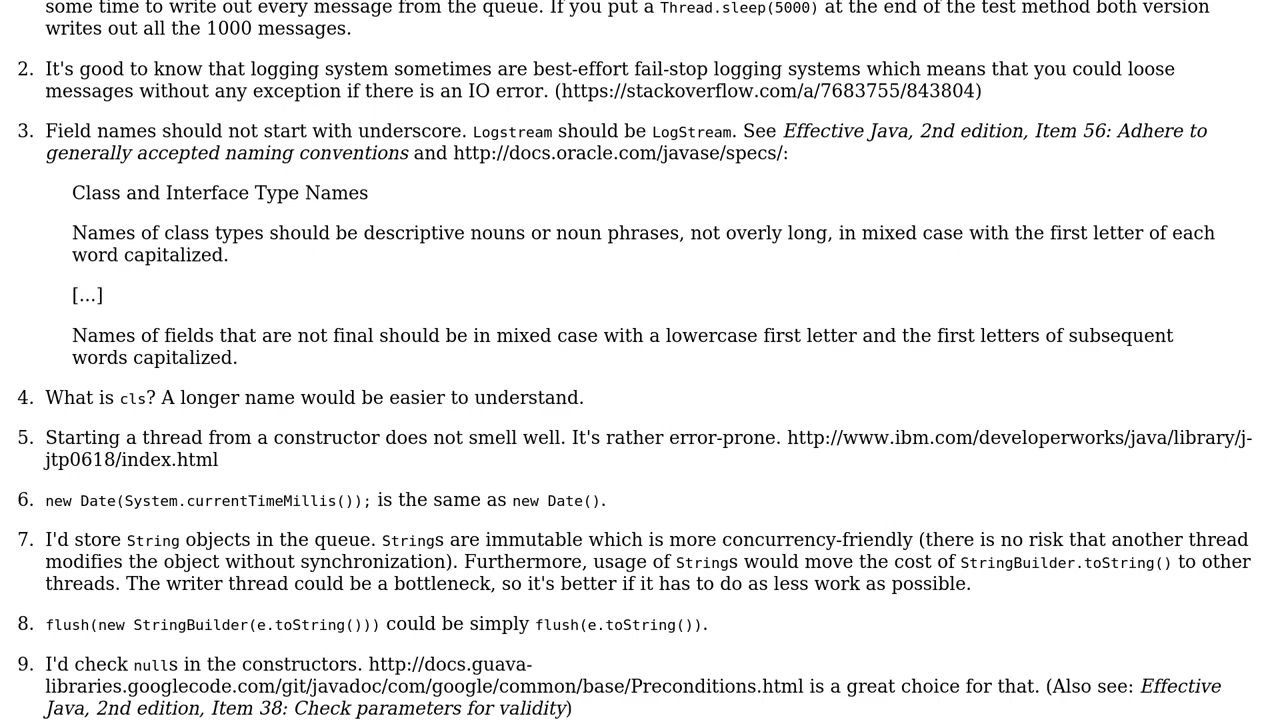 some time to write out every message from the queue. If you put a Thread.sleep(5000) at the end of the test method both version
writes out all the 1000 messages.
2. It's good to know that logging system sometimes are best-effort fail-stop logging systems which means that you could loose
messages without any exception if there is an IO error. (https://stackoverflow.com/a/7683755/843804)
3. Field names should not start with underscore. Logstream should be LogStream. See Effective Java, 2nd edition, Item 56: Adhere to
generally accepted naming conventions and http://docs.oracle.com/javase/specs/:
Class and Interface Type Names
Names of class types should be descriptive nouns or noun phrases, not overly long, in mixed case with the first letter of each
word capitalized.
[...]
Names of fields that are not final should be in mixed case with a lowercase first letter and the first letters of subsequent
words capitalized.
4. What is cls? A longer name would be easier to understand.
5. Starting a thread from a constructor does not smell well. It's rather error-prone. http://www.ibm.com/developerworks/java/library/j-
jtp0618/index.html
6. new Date(System.currentTimeMillis()); is the same as new Date().
7. I'd store String objects in the queue. Strings are immutable which is more concurrency-friendly (there is no risk that another thread
modifies the object without synchronization). Furthermore, usage of Strings would move the cost of StringBuilder.toString() to other
threads. The writer thread could be a bottleneck, so it's better if it has to do as less work as possible.
8. flush(new StringBuilder(e.toString())) could be simply flush(e.toString()).
9. I'd check nulls in the constructors. http://docs.guava-
libraries.googlecode.com/git/javadoc/com/google/common/base/Preconditions.html is a great choice for that. (Also see: Effective
Java, 2nd edition, Item 38: Check parameters for validity)